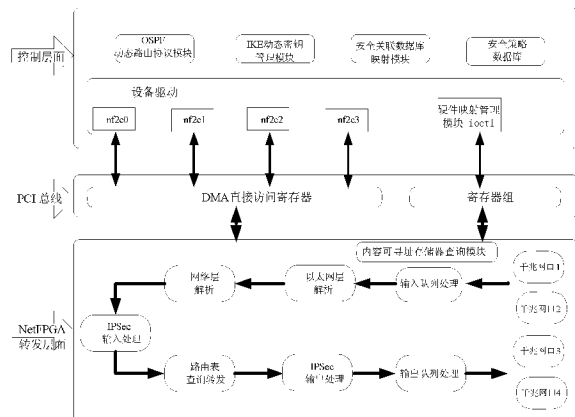 控制层面
OSPF
动态路由协议模块
IKE动态密钥
管理模块
安全关联数据库
映射模块
安全策略
数据库
设备驱动
nf2c0
nf2c1
nf2c2
nf2c3
硬件映射管理
模块 ioctl
PCI 总线
DMA直接访问寄存器
寄存器组
内容可寻址存储器查询模块
NetFPGA
转发层面
网络层
解析
以太网层
解析
输入队列处理
千兆网口1
千兆网口2
IPSec
输入处理
路由表
查询转发
IPSec
输出处理
输出队列处理
千兆网口3
千兆网口4